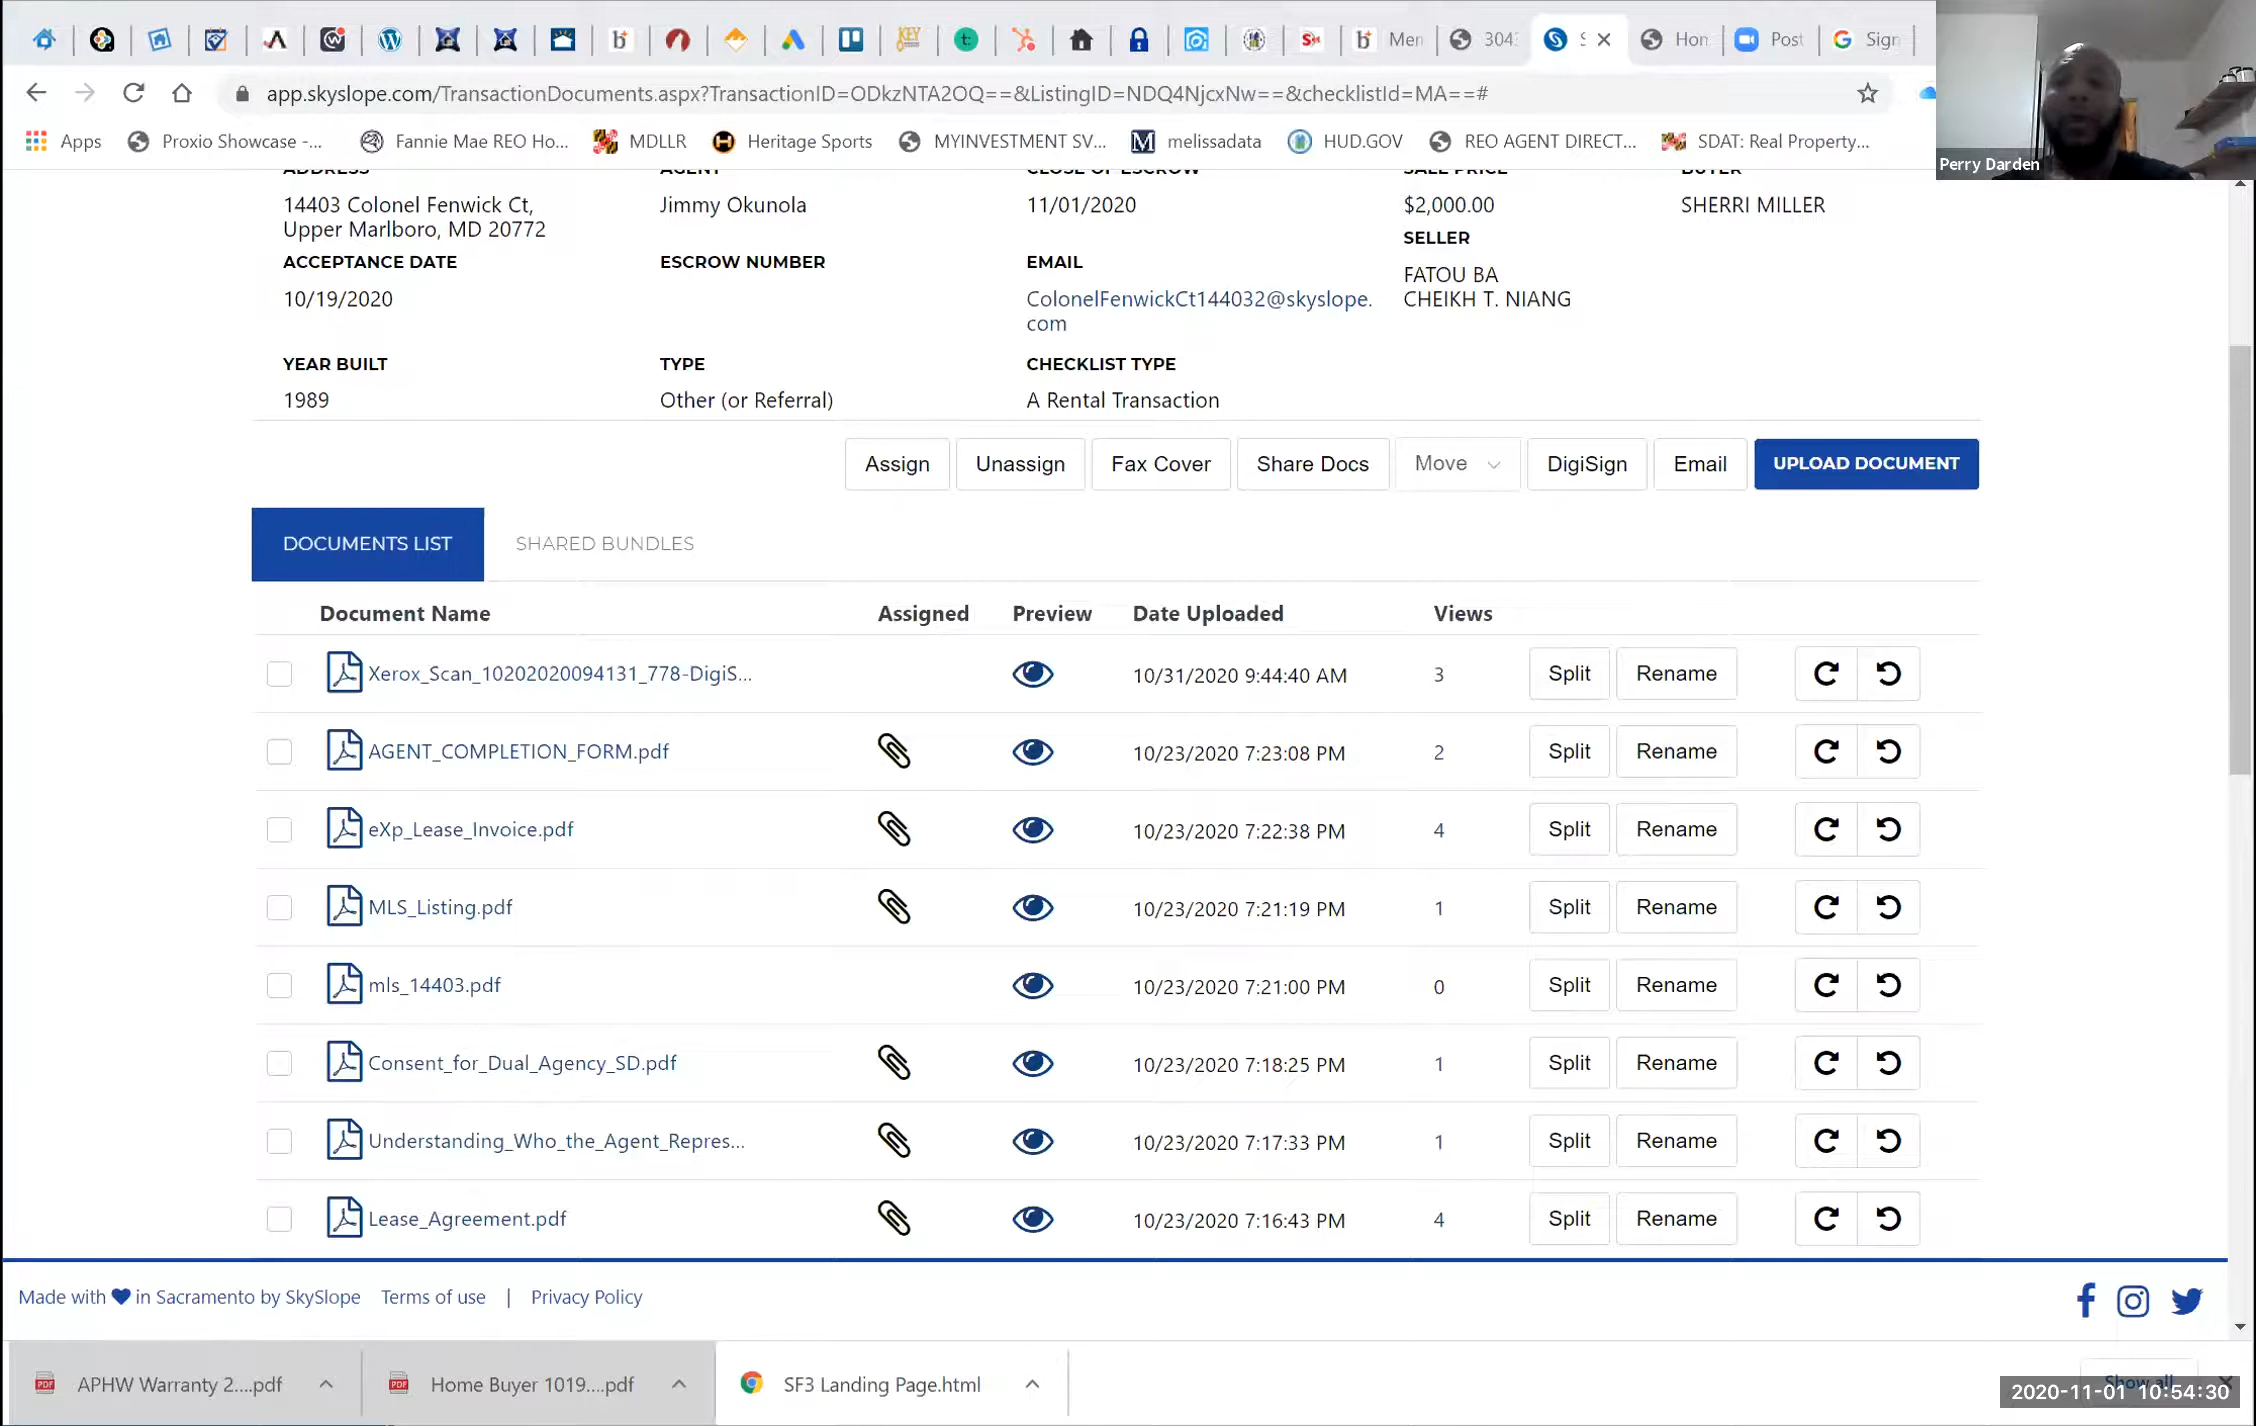 Men
304
S
Hon
Post
Sign
app.skyslope.com/TransactionDocuments.aspx?TransactionID=ODkzNTA2OQ==&ListingID=NDQ4NjcxNw==&checklistId=MA==#
Apps Proxio Showcase -... Fannie Mae REO Ho... MDLLR Heritage Sports MYINVESTMENT SV... melissadata HUD.GOV REO AGENT DIRECT... SDAT: Real Property...
Perry Darden
ADDRESS AGENT CLOSE OF ESCROW SALE PRICE BUYER
14403 Colonel Fenwick Ct, Jimmy Okunola 11/01/2020 $2,000.00 SHERRI MILLER
Upper Marlboro, MD 20772
SELLER
ACCEPTANCE DATE ESCROW NUMBER EMAIL
FATOU BA
10/19/2020 ColonelFenwickCt144032@skyslope. CHEIKH T. NIANG
com
YEAR BUILT TYPE CHECKLIST TYPE
1989 Other (or Referral) A Rental Transaction
Assign Unassign Fax Cover Share Docs Move DigiSign Email UPLOAD DOCUMENT
DOCUMENTS LIST SHARED BUNDLES
Document Name Assigned Preview Date Uploaded Views
Xerox_Scan_10202020094131_778-DigiS... 10/31/2020 9:44:40 AM 3 Split Rename
AGENT_COMPLETION_FORM.pdf 10/23/2020 7:23:08 PM 2 Split Rename
eXp_Lease_Invoice.pdf 10/23/2020 7:22:38 PM 4 Split Rename
MLS_Listing.pdf 10/23/2020 7:21:19 PM 1 Split Rename
mls_14403.pdf 10/23/2020 7:21:00 PM 0 Split Rename
Consent_for_Dual_Agency_SD.pdf 10/23/2020 7:18:25 PM 1 Split Rename
Understanding_Who_the_Agent_Repres... 10/23/2020 7:17:33 PM 1 Split Rename
Lease_Agreement.pdf 10/23/2020 7:16:43 PM 4 Split Rename
Made with in Sacramento by SkySlope Terms of use | Privacy Policy
APHW Warranty 2....pdf Home Buyer 1019....pdf SF3 Landing Page.html Show all
2020-11-01 10:54:30